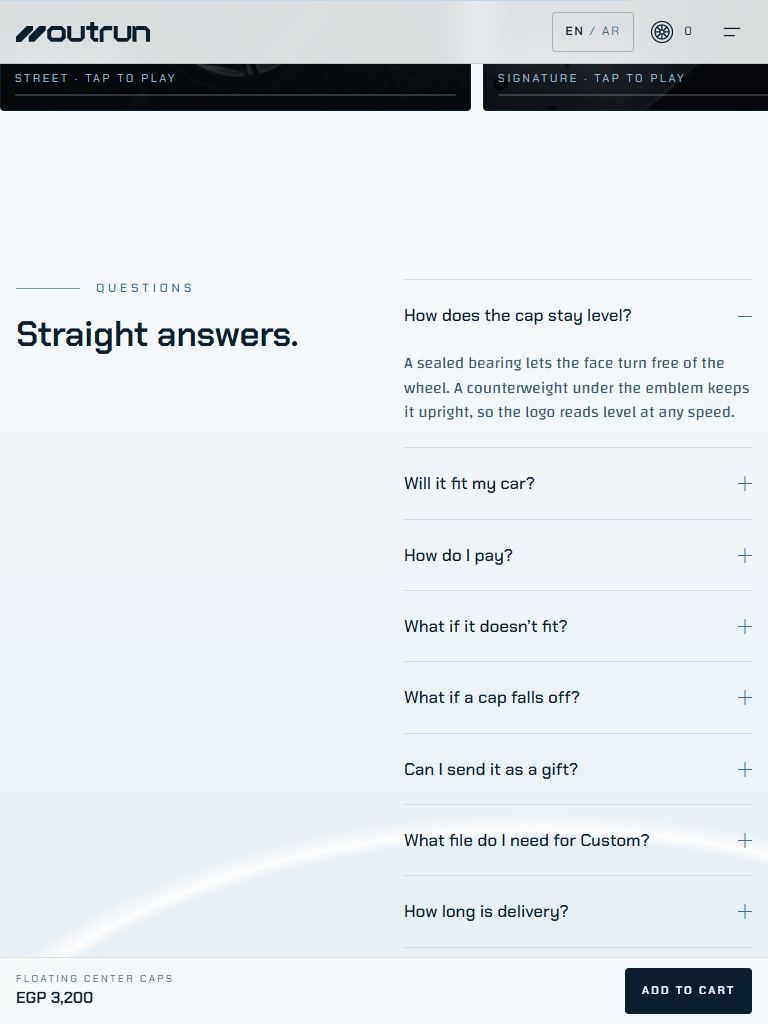 outrun
EN / AR
0
STREET · TAP TO PLAY
SIGNATURE · TAP TO PLAY
QUESTIONS
Straight answers.
How does the cap stay level?
A sealed bearing lets the face turn free of the
wheel. A counterweight under the emblem keeps
it upright, so the logo reads level at any speed.
Will it fit my car?
How do I pay?
What if it doesn’t fit?
What if a cap falls off?
Can I send it as a gift?
What file do I need for Custom?
How long is delivery?
FLOATING CENTER CAPS
EGP 3,200
ADD TO CART